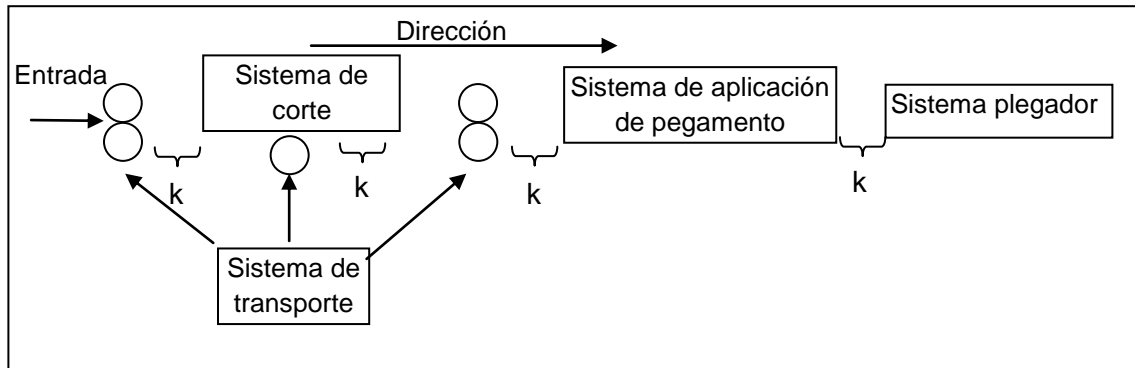 Dirección
Entrada
Sistema de
corte
Sistema de aplicación
de pegamento
Sistema plegador
k
k
k
k
Sistema de
transporte